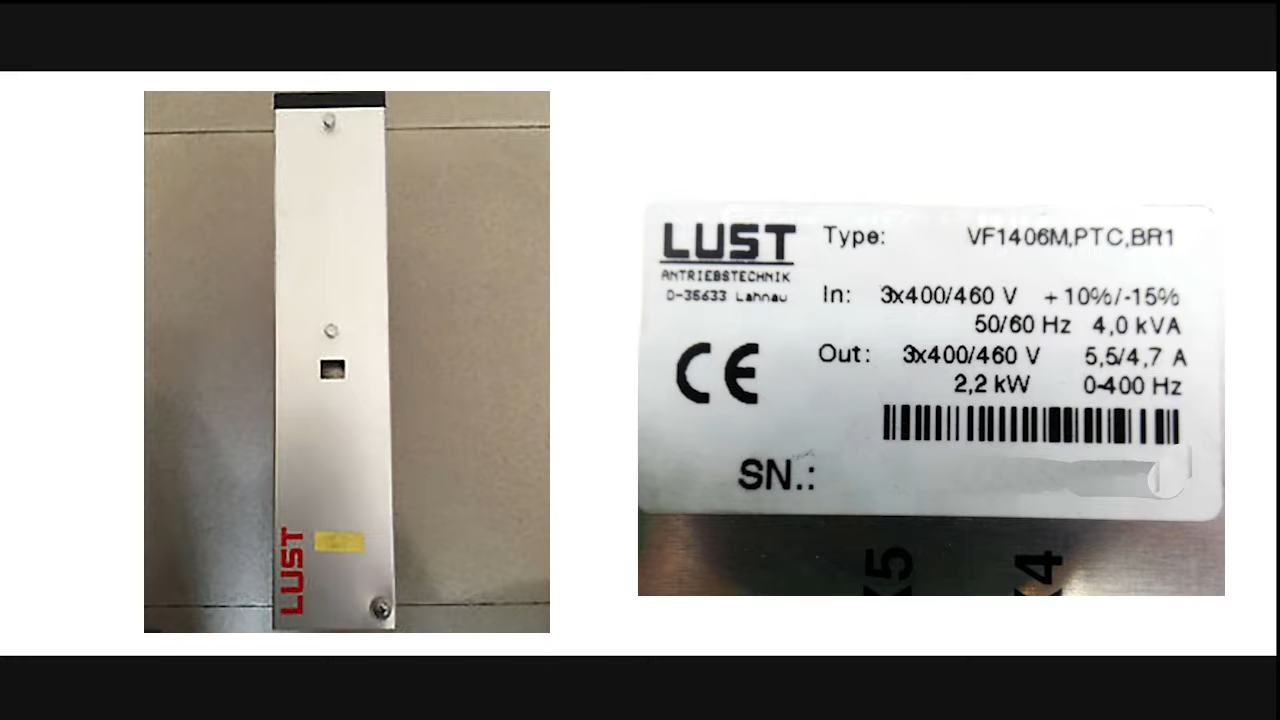 LUST
LUST
ANTRIEBSTECHNIK
D-35633 Lahnau
Type: VF1406M,PTC,BR1
In: 3x400/460 V +10%/-15%
50/60 Hz 4,0 kVA
Out: 3x400/460 V 5,5/4,7 A
2,2 kW 0-400 Hz
CE
SN.:
X5 X4